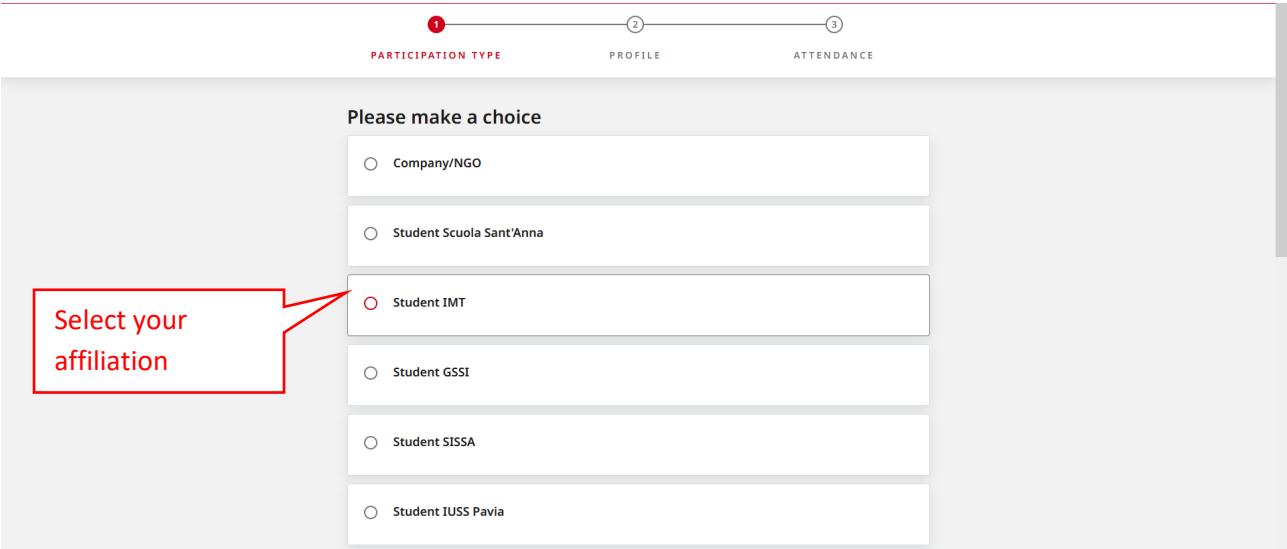 1 2 3
PARTICIPATION TYPE PROFILE ATTENDANCE
Please make a choice
Company/NGO
Student Scuola Sant'Anna
Student IMT
Select your
affiliation
Student GSSI
Student SISSA
Student IUSS Pavia